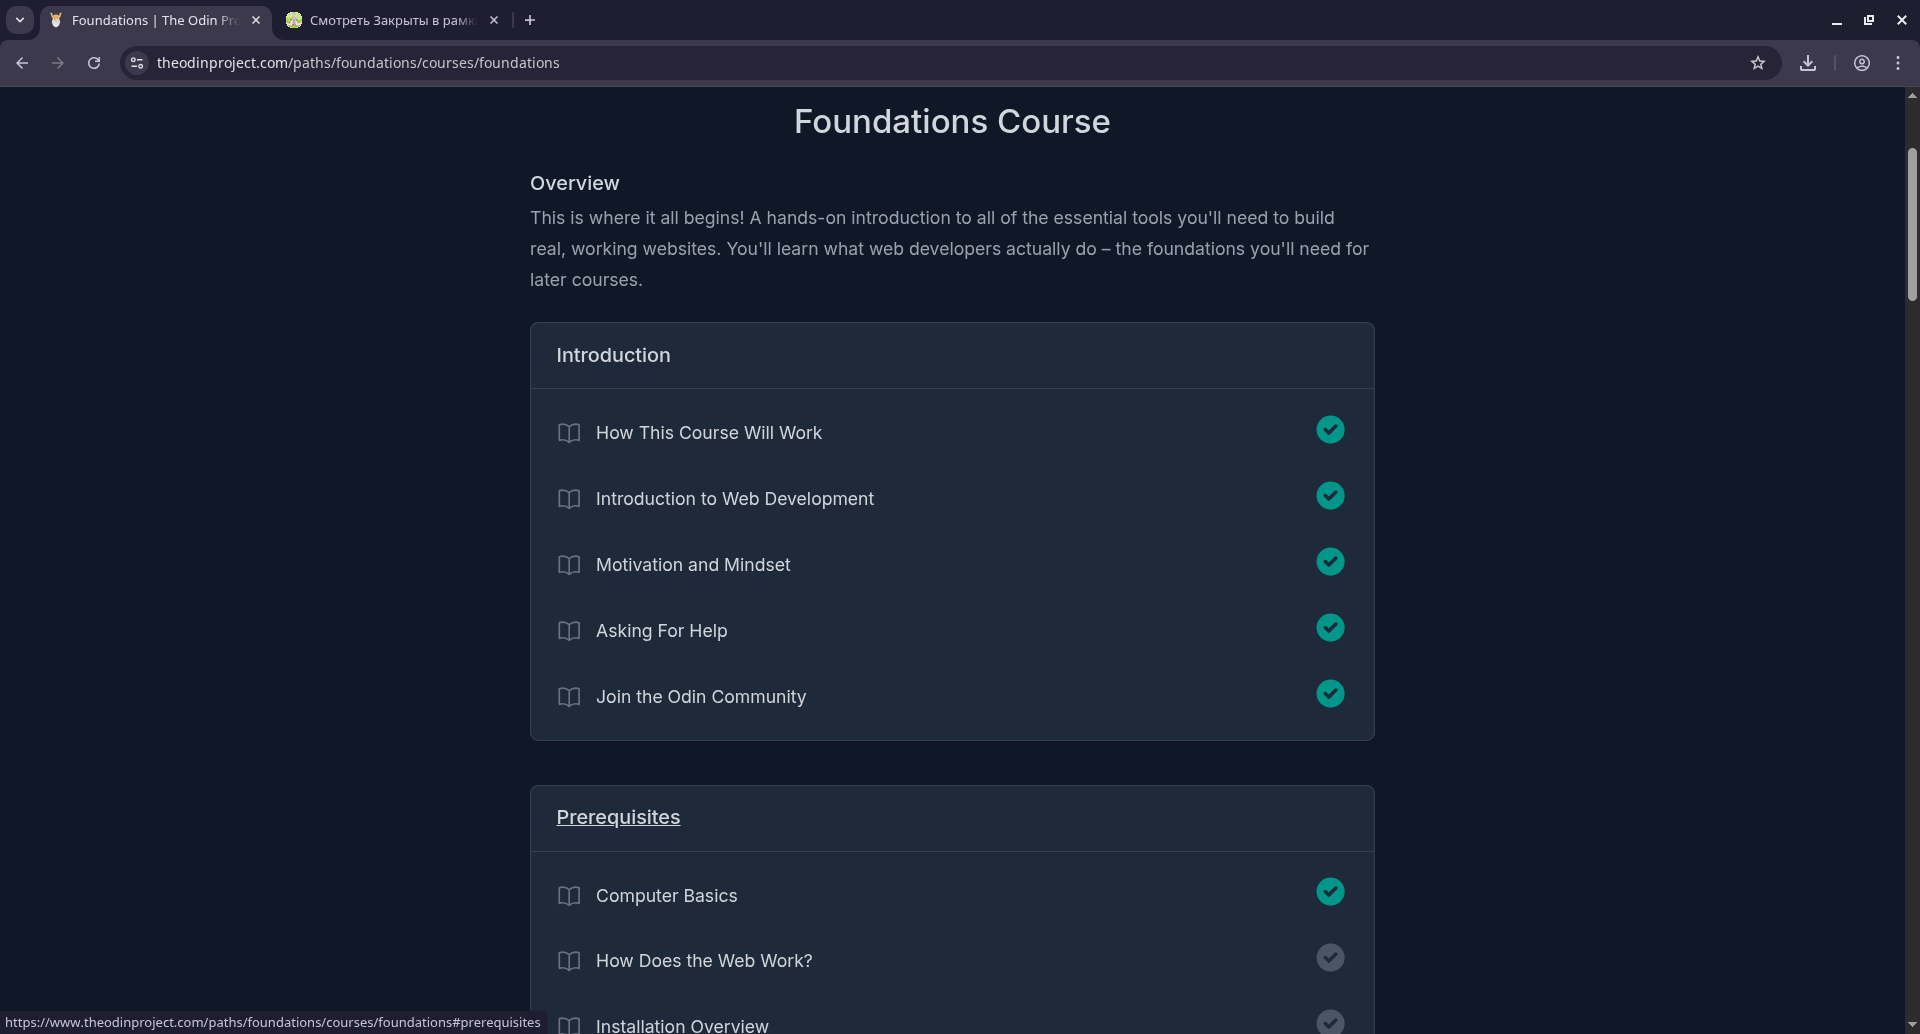 Foundations | The Odin Pro
Смотреть Закрыты в рамк
theodinproject.com/paths/foundations/courses/foundations
Foundations Course
Overview
This is where it all begins! A hands-on introduction to all of the essential tools you'll need to build
real, working websites. You'll learn what web developers actually do – the foundations you'll need for
later courses.
Introduction
How This Course Will Work
Introduction to Web Development
Motivation and Mindset
Asking For Help
Join the Odin Community
Prerequisites
Computer Basics
How Does the Web Work?
Installation Overview
https://www.theodinproject.com/paths/foundations/courses/foundations#prerequisites